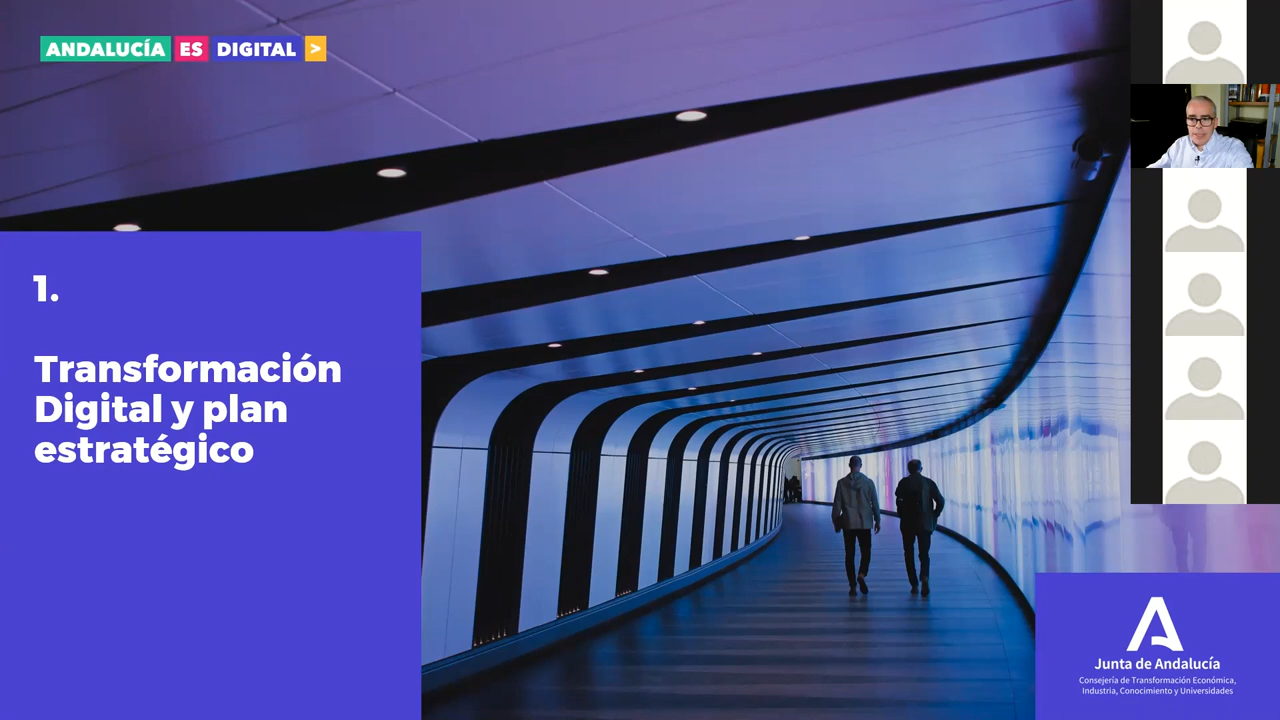 ANDALUCÍA ES DIGITAL >
1.
Transformación
Digital y plan
estratégico
Junta de Andalucía
Consejería de Transformación Económica,
Industria, Conocimiento y Universidades